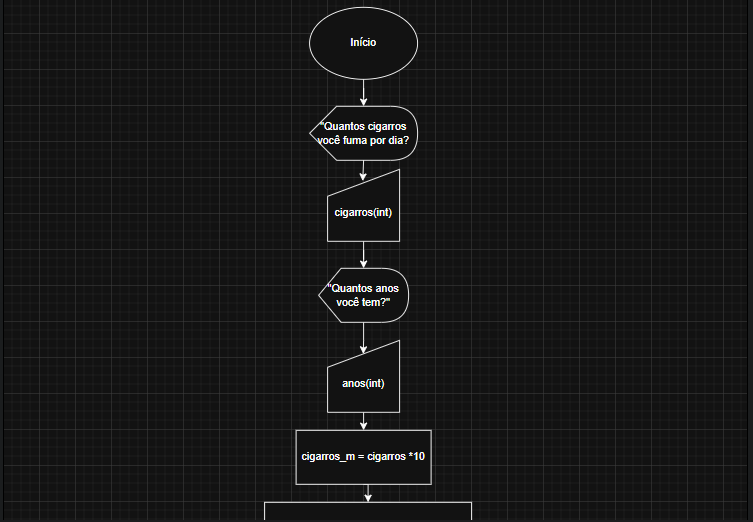 Início
"Quantos cigarros
você fuma por dia?
cigarros(int)
"Quantos anos
você tem?"
anos(int)
cigarros_m = cigarros *10